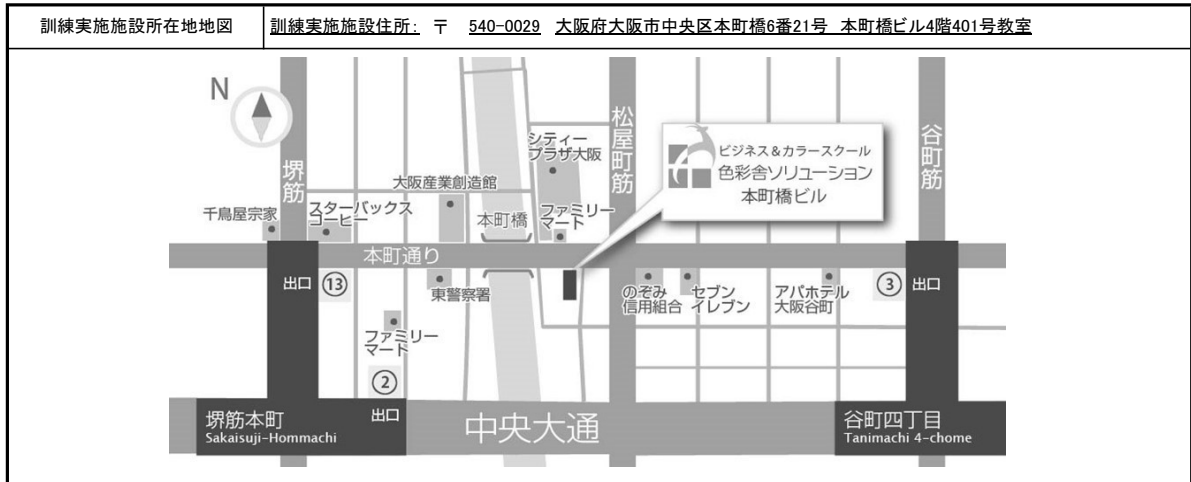 訓練実施施設所在地地図
訓練実施施設住所: 〒 540-0029 大阪府大阪市中央区本町橋6番21号 本町橋ビル4階401号教室
N
堺筋
松屋町筋
谷町筋
シティー
プラザ大阪
ビジネス&カラースクール
色彩舎ソリューション
本町橋ビル
大阪産業創造館
千鳥屋宗家
スターバックス
コーヒー
本町橋
ファミリー
マート
本町通り
出口
⑬
東警察署
のぞみ
信用組合
セブン
イレブン
アパホテル
大阪谷町
③
出口
ファミリー
マート
②
出口
堺筋本町
Sakaisuji-Hommachi
中央大通
谷町四丁目
Tanimachi 4-chome